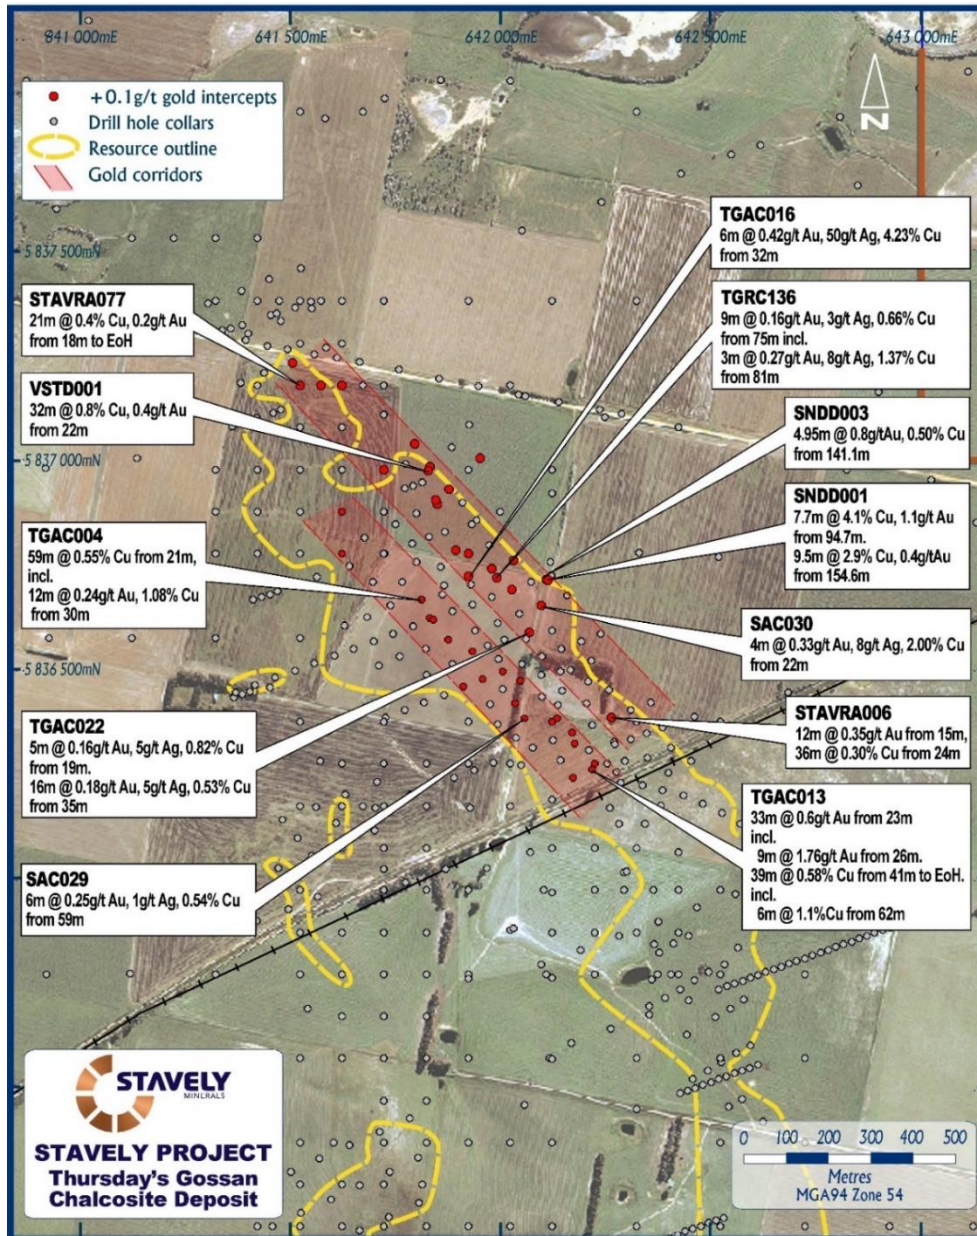 841 000mE
641 500mE
642 000mE
642 500mE
643 000mE
+0.1g/t gold intercepts
Drill hole collars
Resource outline
Gold corridors
N
5 837 500mN
5 837 000mN
5 836 500mN
TGAC016
6m @ 0.42g/t Au, 50g/t Ag, 4.23% Cu
from 32m
TGRC136
9m @ 0.16g/t Au, 3g/t Ag, 0.66% Cu
from 75m incl.
3m @ 0.27g/t Au, 8g/t Ag, 1.37% Cu
from 81m
STAVRA077
21m @ 0.4% Cu, 0.2g/t Au
from 18m to EoH
VSTD001
32m @ 0.8% Cu, 0.4g/t Au
from 22m
SNDD003
4.95m @ 0.8g/tAu, 0.50% Cu
from 141.1m
SNDD001
7.7m @ 4.1% Cu, 1.1g/t Au
from 94.7m.
9.5m @ 2.9% Cu, 0.4g/tAu
from 154.6m
TGAC004
59m @ 0.55% Cu from 21m,
incl.
12m @ 0.24g/t Au, 1.08% Cu
from 30m
SAC030
4m @ 0.33g/t Au, 8g/t Ag, 2.00% Cu
from 22m
TGAC022
5m @ 0.16g/t Au, 5g/t Ag, 0.82% Cu
from 19m.
16m @ 0.18g/t Au, 5g/t Ag, 0.53% Cu
from 35m
STAVRA006
12m @ 0.35g/t Au from 15m,
36m @ 0.30% Cu from 24m
TGAC013
33m @ 0.6g/t Au from 23m
incl.
9m @ 1.76g/t Au from 26m.
39m @ 0.58% Cu from 41m to EoH.
incl.
6m @ 1.1%Cu from 62m
SAC029
6m @ 0.25g/t Au, 1g/t Ag, 0.54% Cu
from 59m
STAVELY
MINLRALS
STAVELY PROJECT
Thursday's Gossan
Chalcosite Deposit
0 100 200 300 400 500
Metres
MGA94 Zone 54